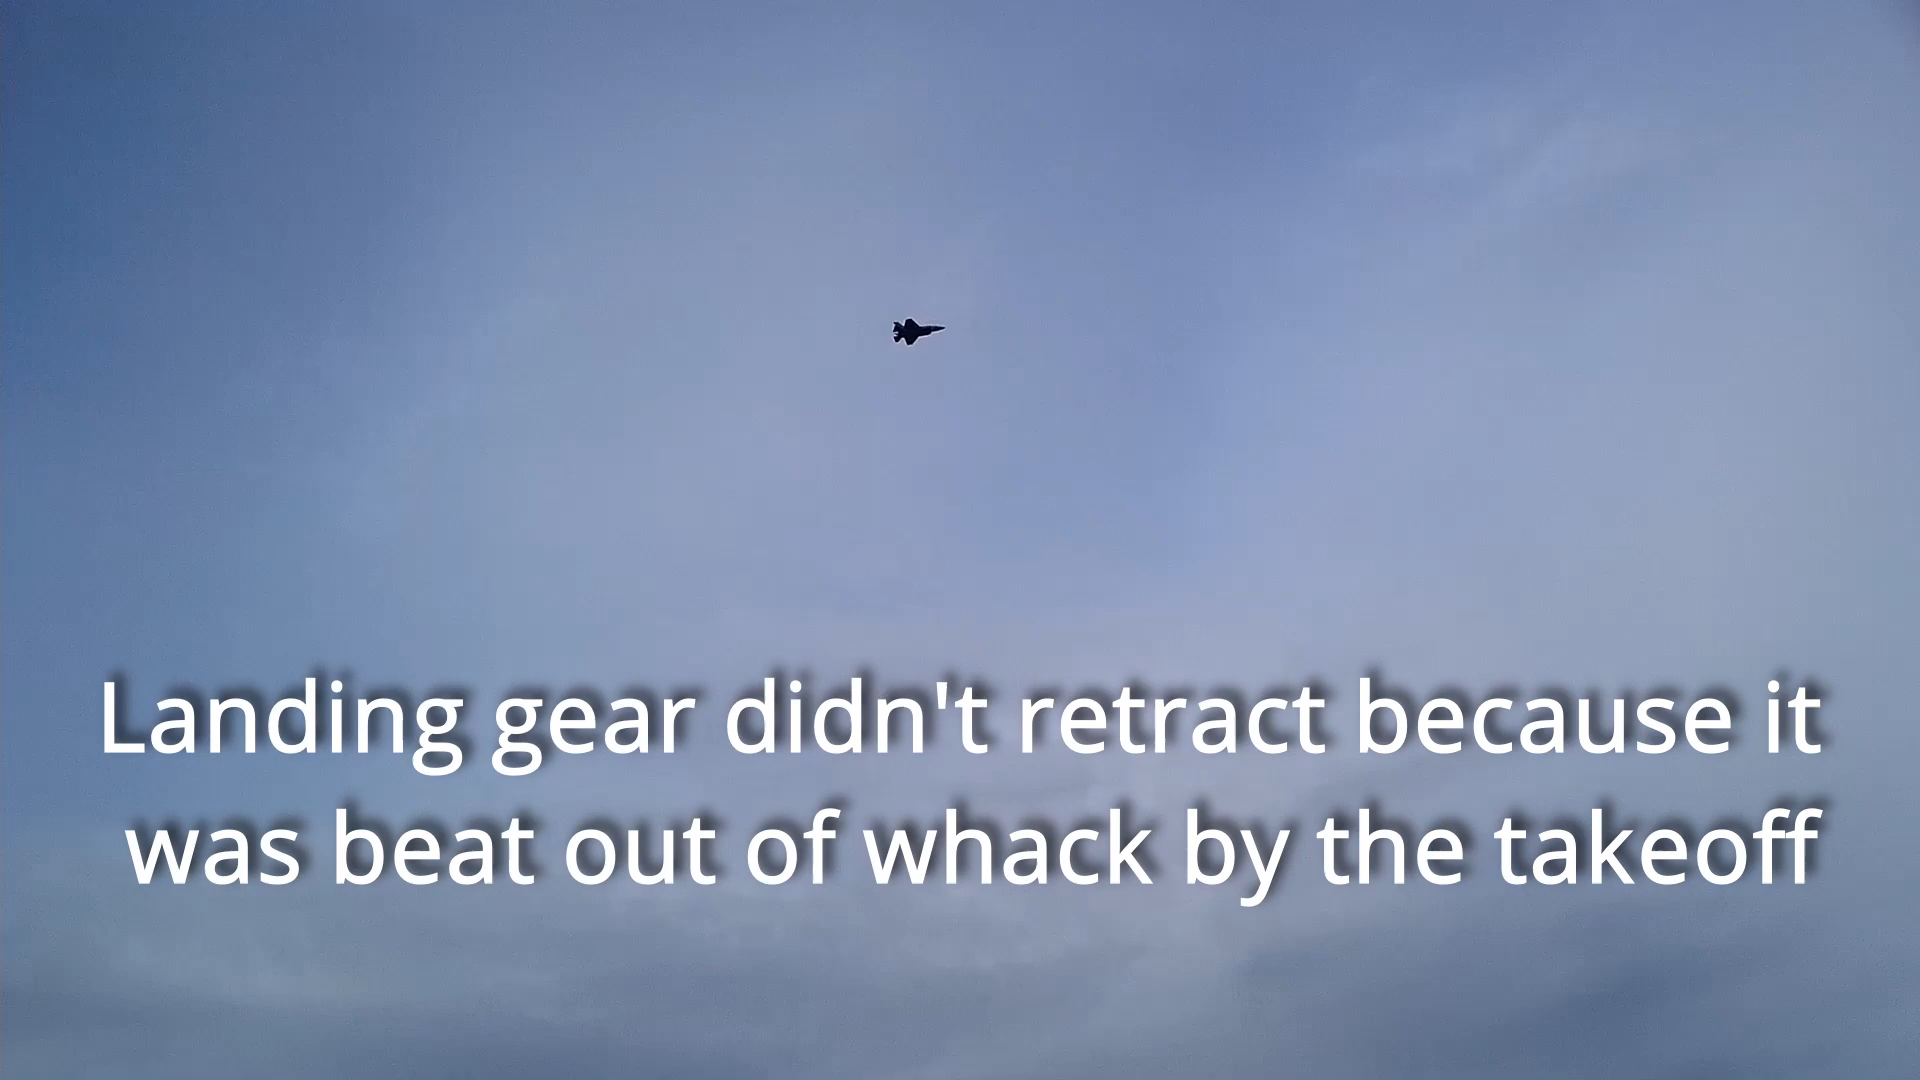 Landing gear didn't retract because it
was beat out of whack by the takeoff